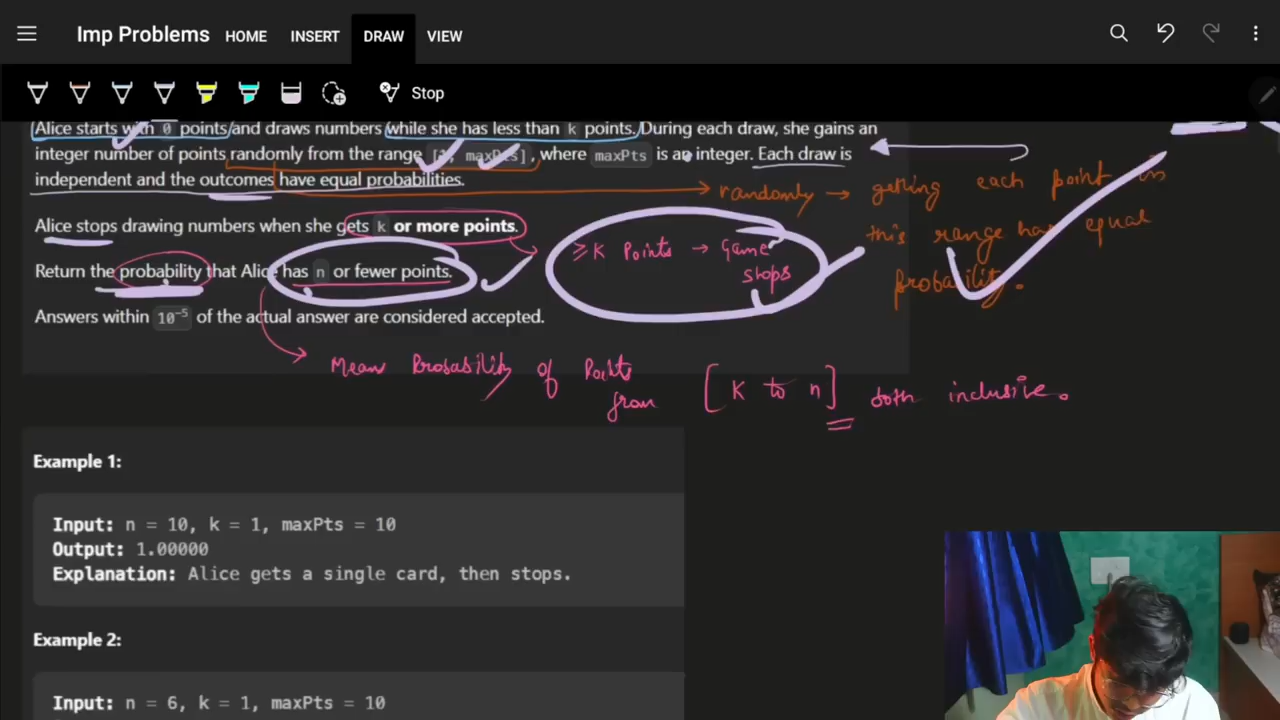 Imp Problems HOME INSERT DRAW VIEW
Stop
Alice starts with 0 points and draws numbers while she has less than k points. During each draw, she gains an
integer number of points randomly from the range [1, maxPts], where maxPts is an integer. Each draw is
independent and the outcomes have equal probabilities.
randomly → getting each point in
this range has equal
probability.
Alice stops drawing numbers when she gets k or more points.
≥ K Points → Game
stops
Return the probability that Alice has n or fewer points.
Answers within 10⁻⁵ of the actual answer are considered accepted.
Mean Probability of Points
from [K to n] both inclusive.
Example 1:
Input: n = 10, k = 1, maxPts = 10
Output: 1.00000
Explanation: Alice gets a single card, then stops.
Example 2:
Input: n = 6, k = 1, maxPts = 10